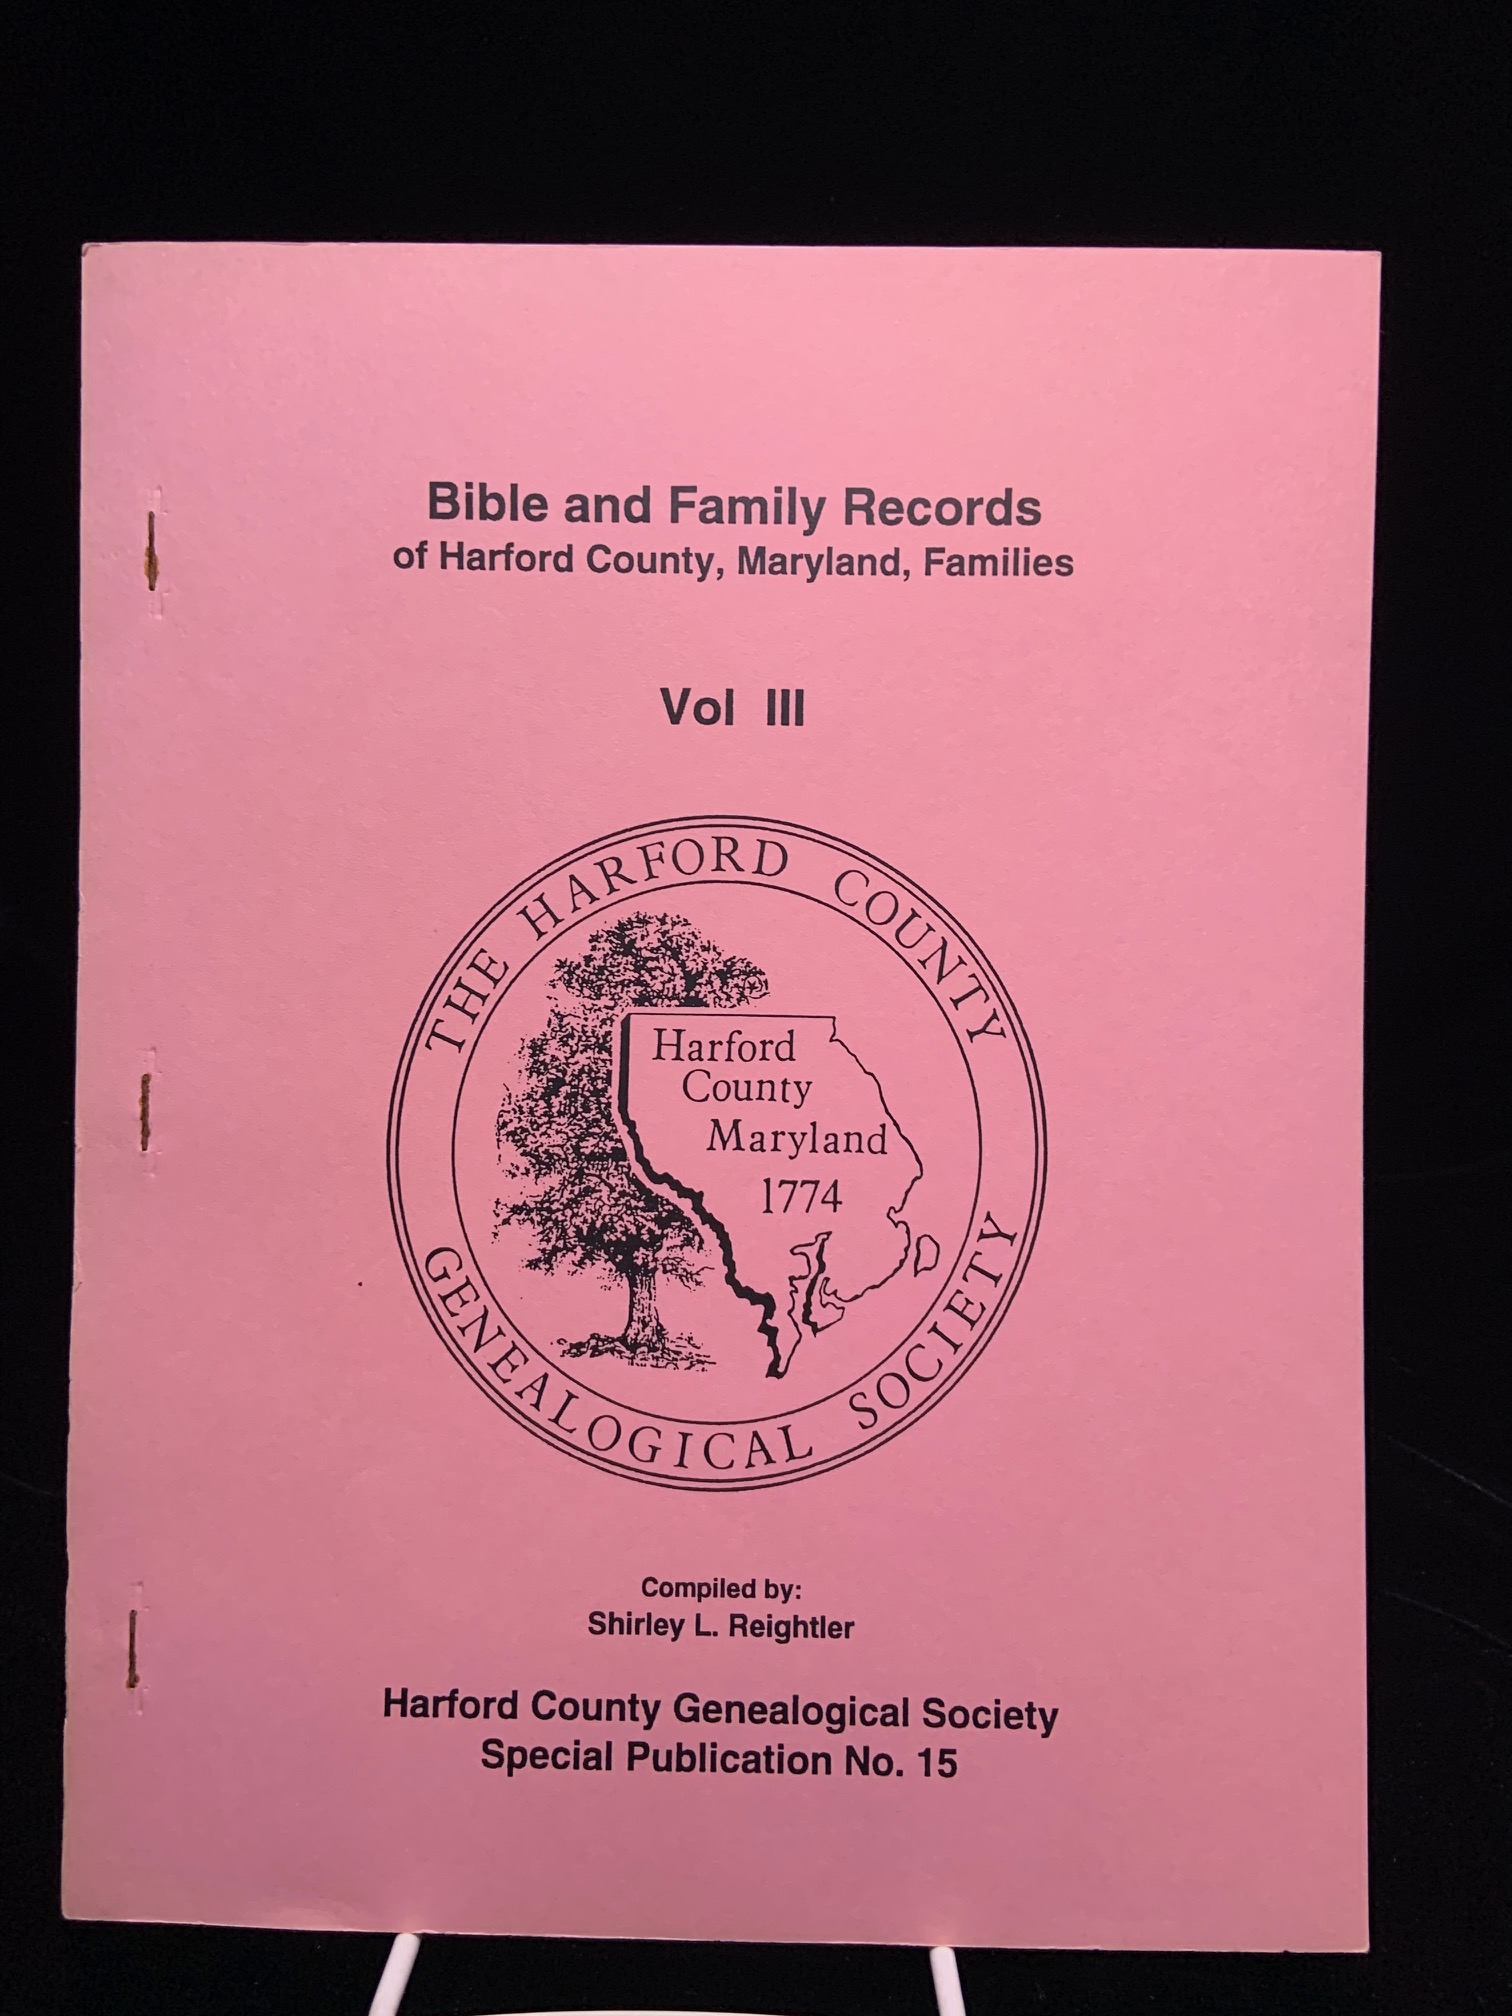 Bible and Family Records
of Harford County, Maryland, Families
Vol III
THE HARFORD COUNTY
GENEALOGICAL SOCIETY
Harford
County
Maryland
1774
Compiled by:
Shirley L. Reightler
Harford County Genealogical Society
Special Publication No. 15